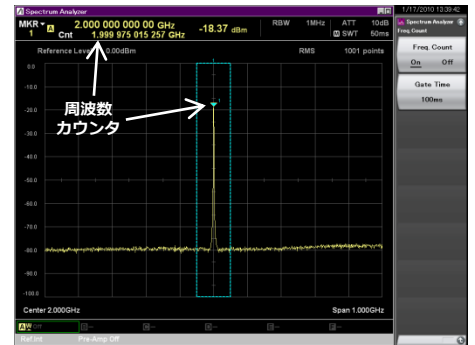 Spectrum Analyzer
1/17/2010 13:39:42
MKR
1
2.000 000 000 00 GHz
Cnt 1.999 975 015 257 GHz
-18.37 dBm
RBW 1MHz
ATT 10dB
SWT 50ms
Spectrum Analyzer
Freq.Count
Reference Level 0.00dBm
RMS
1001 points
Freq. Count
On Off
Gate Time
100ms
0.0
-10.0
-20.0
-30.0
-40.0
-50.0
-60.0
-70.0
-80.0
-90.0
-100.0
周波数
カウンタ
1
Center 2.000GHz
Span 1.000GHz
Ref.Int
Pre-Amp Off